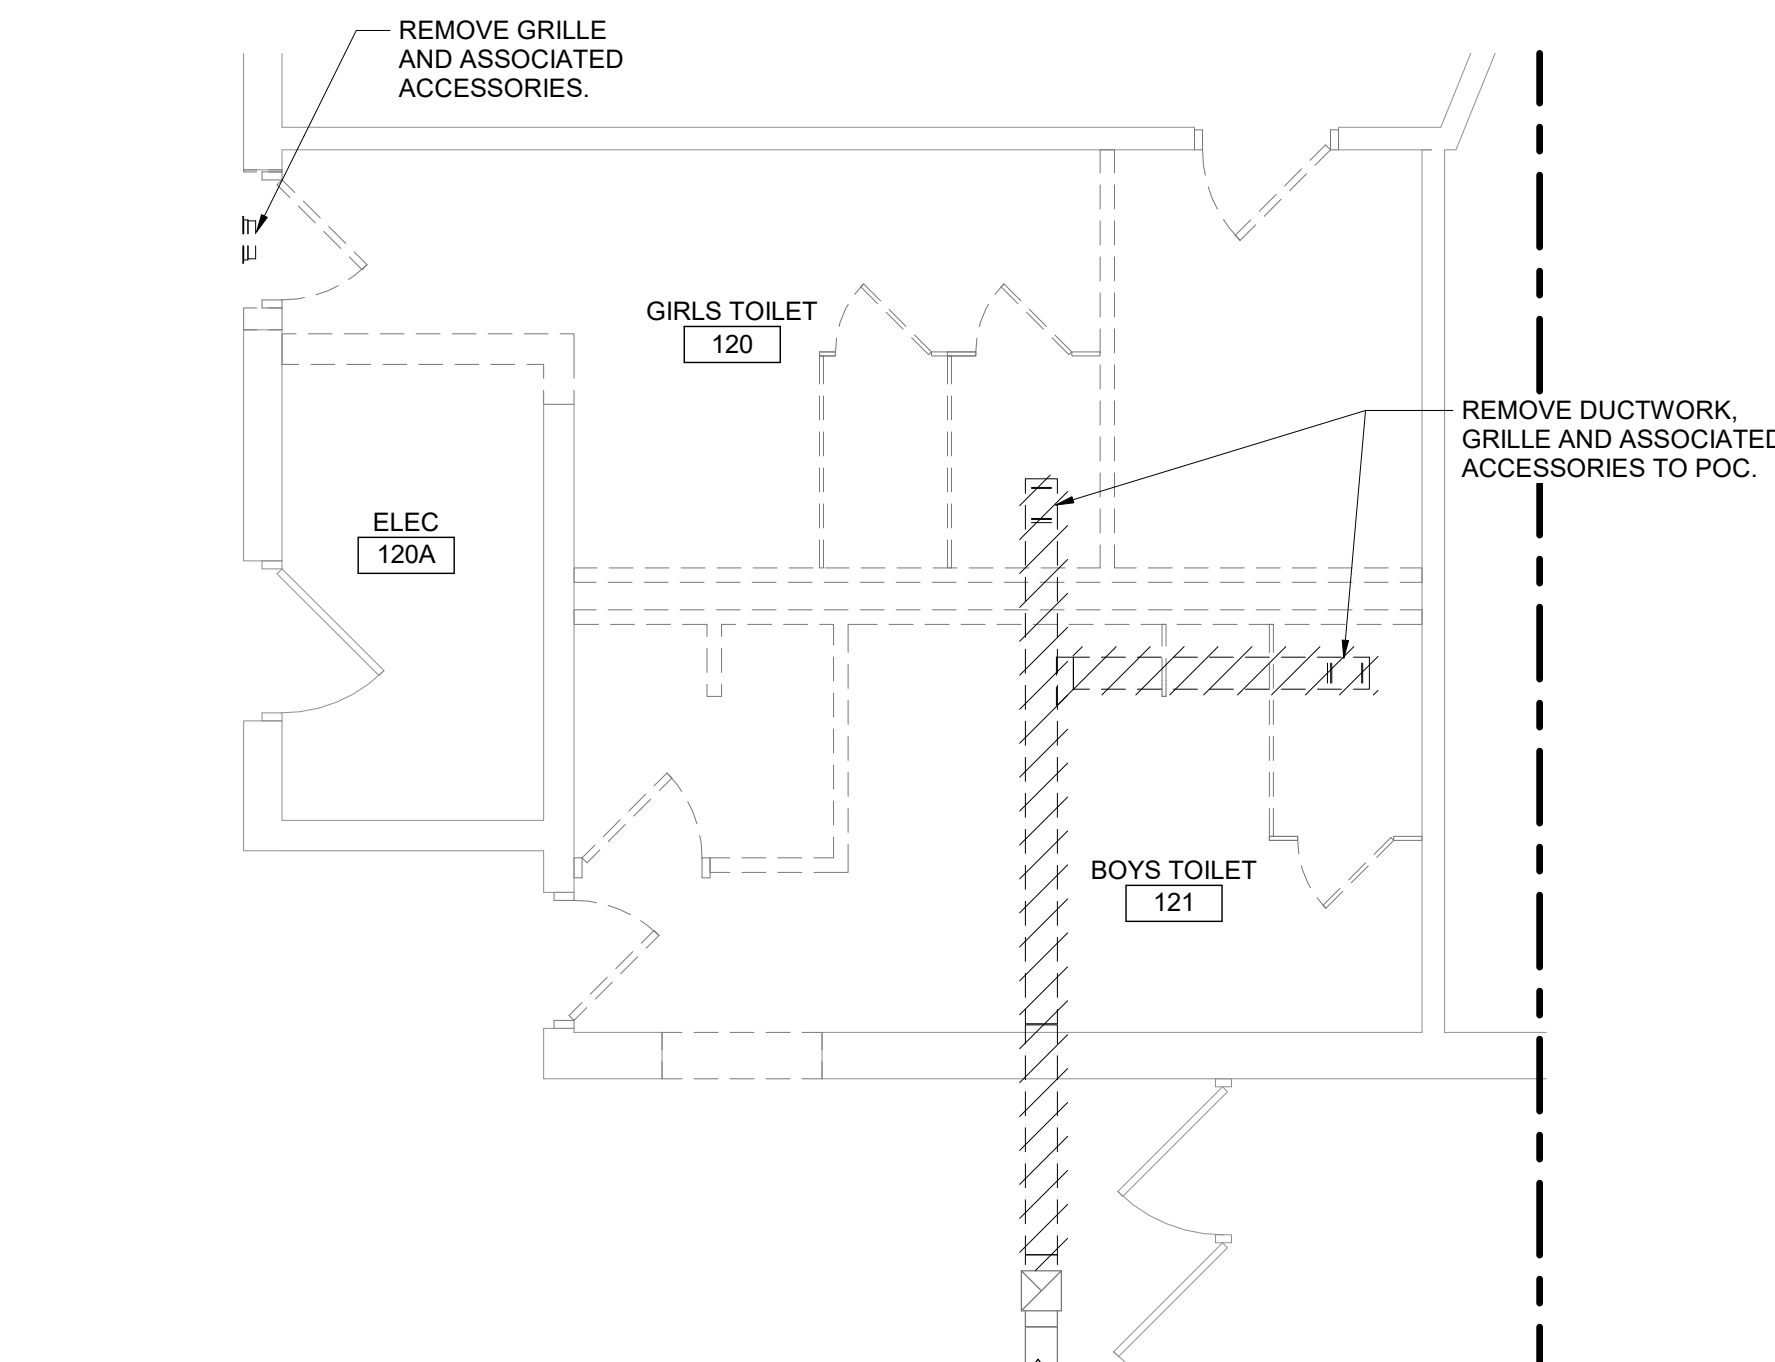 REMOVE GRILLE
AND ASSOCIATED
ACCESSORIES.
GIRLS TOILET
120
REMOVE DUCTWORK,
GRILLE AND ASSOCIATED
ACCESSORIES TO POC.
ELEC
120A
BOYS TOILET
121